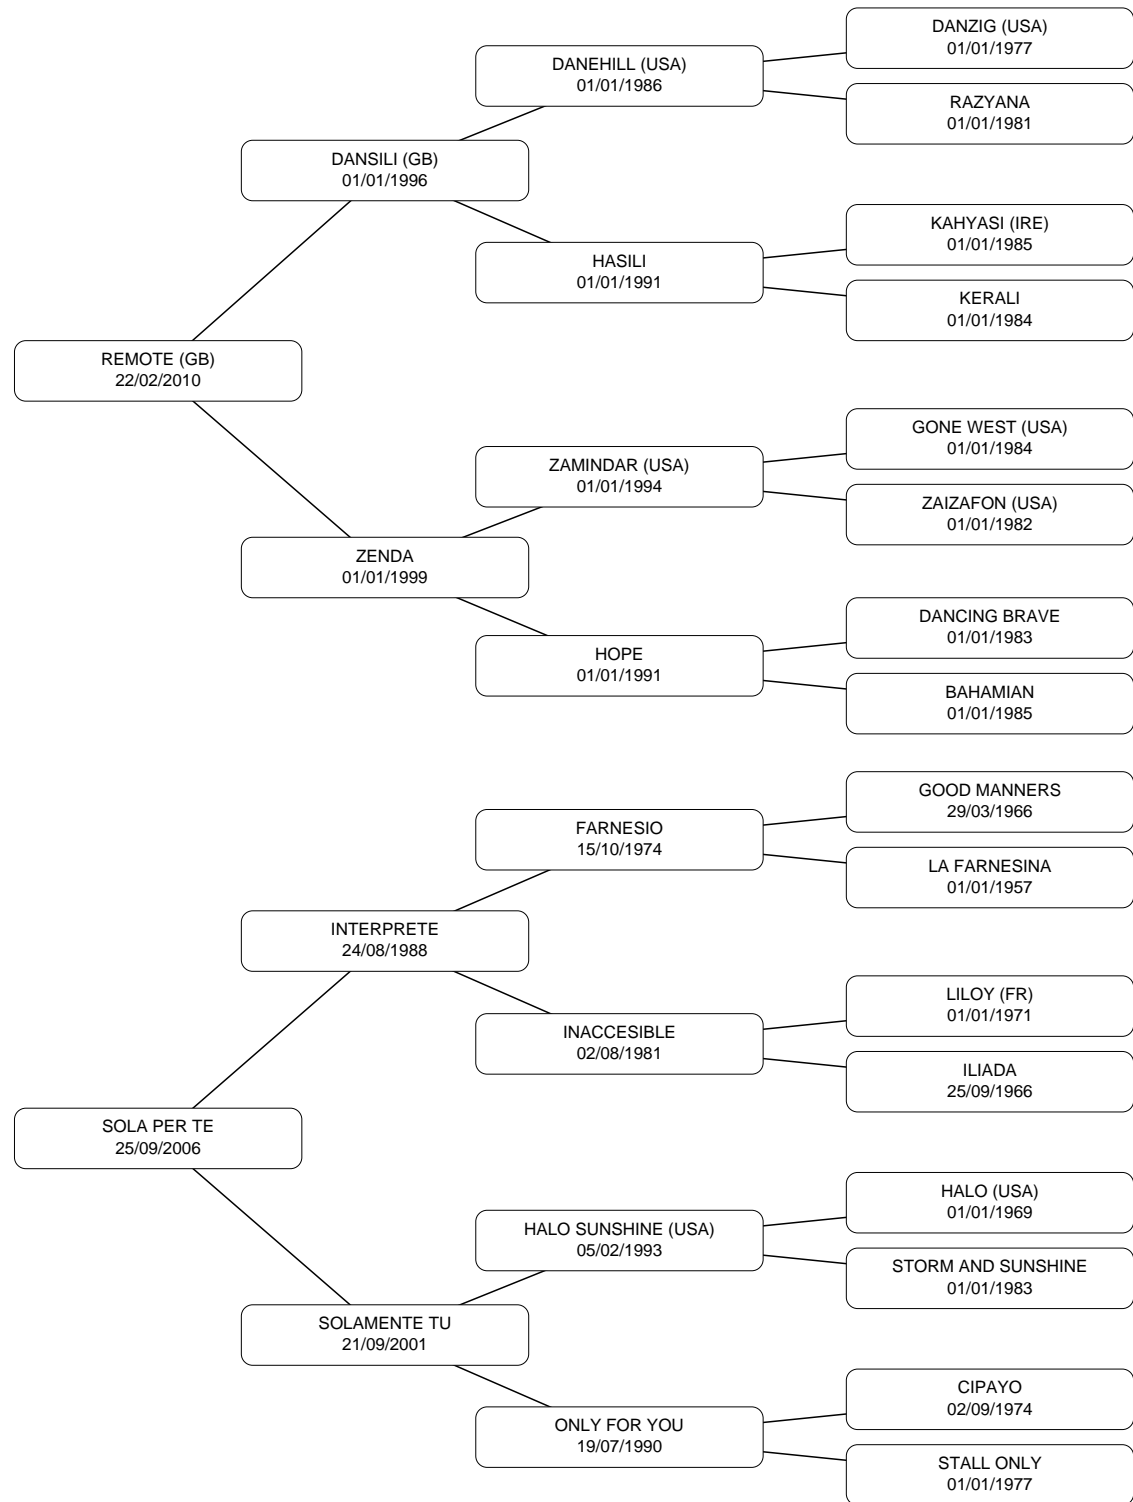 DANZIG (USA)
01/01/1977
DANEHILL (USA)
01/01/1986
RAZYANA
01/01/1981
DANSILI (GB)
01/01/1996
KAHYASI (IRE)
01/01/1985
HASILI
01/01/1991
KERALI
01/01/1984
REMOTE (GB)
22/02/2010
GONE WEST (USA)
01/01/1984
ZAMINDAR (USA)
01/01/1994
ZAIZAFON (USA)
01/01/1982
ZENDA
01/01/1999
DANCING BRAVE
01/01/1983
HOPE
01/01/1991
BAHAMIAN
01/01/1985
GOOD MANNERS
29/03/1966
FARNESIO
15/10/1974
LA FARNESINA
01/01/1957
INTERPRETE
24/08/1988
LILOY (FR)
01/01/1971
INACCESIBLE
02/08/1981
ILIADA
25/09/1966
SOLA PER TE
25/09/2006
HALO (USA)
01/01/1969
HALO SUNSHINE (USA)
05/02/1993
STORM AND SUNSHINE
01/01/1983
SOLAMENTE TU
21/09/2001
CIPAYO
02/09/1974
ONLY FOR YOU
19/07/1990
STALL ONLY
01/01/1977